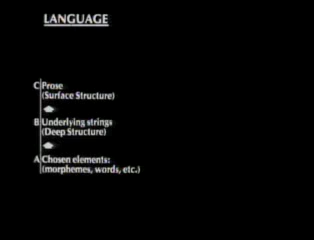 LANGUAGE
C Prose
(Surface Structure)
B Underlying strings
(Deep Structure)
A Chosen elements:
(morphemes, words, etc.)